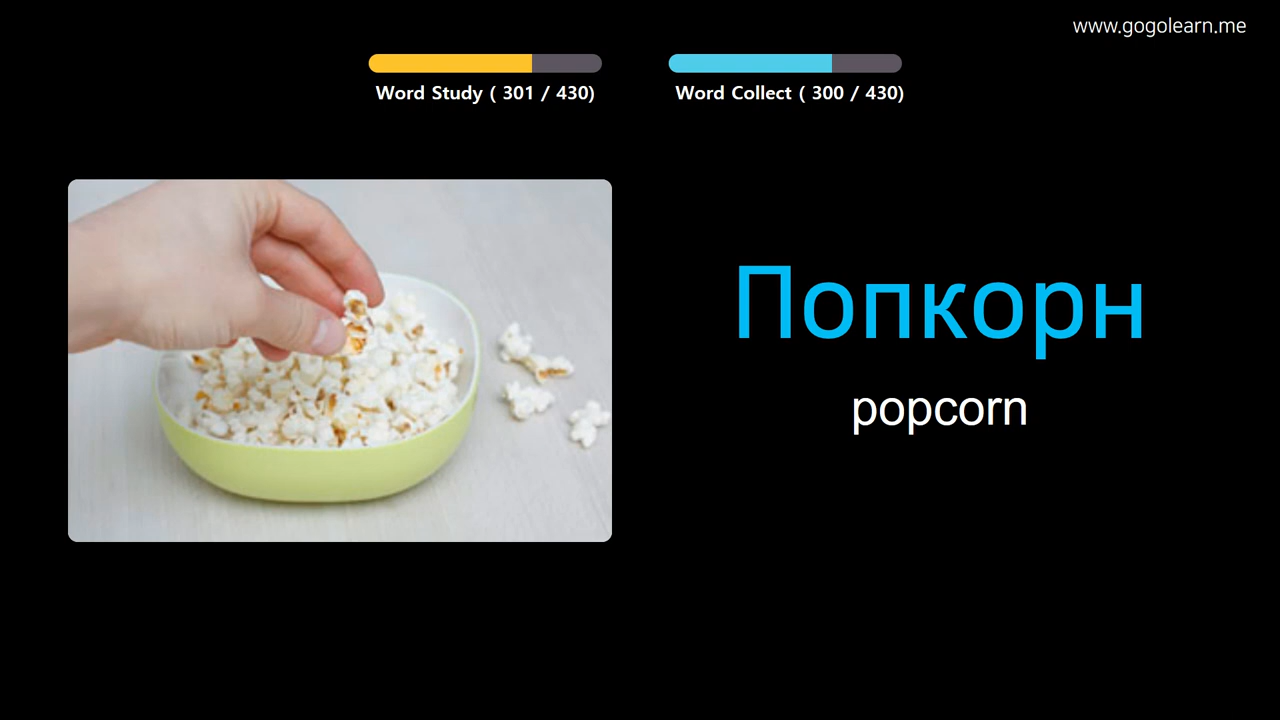 www.gogolearn.me
Word Study ( 301 / 430)
Word Collect ( 300 / 430)
Попкорн
popcorn